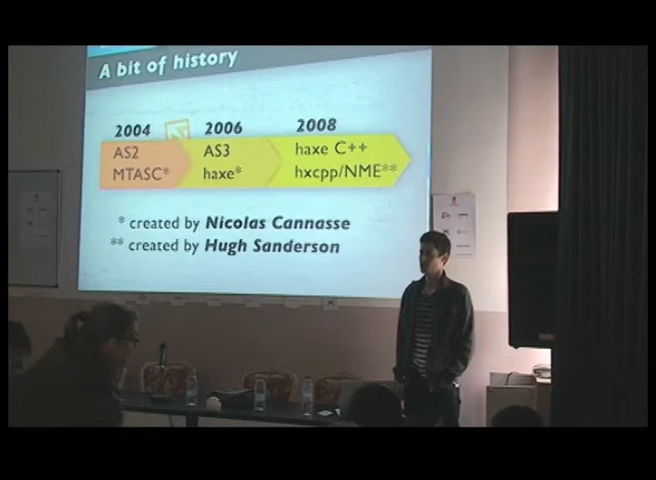 A bit of history
2004 2006 2008
AS2 AS3 haxe C++
MTASC* haxe* hxcpp/NME**
* created by Nicolas Cannasse
** created by Hugh Sanderson